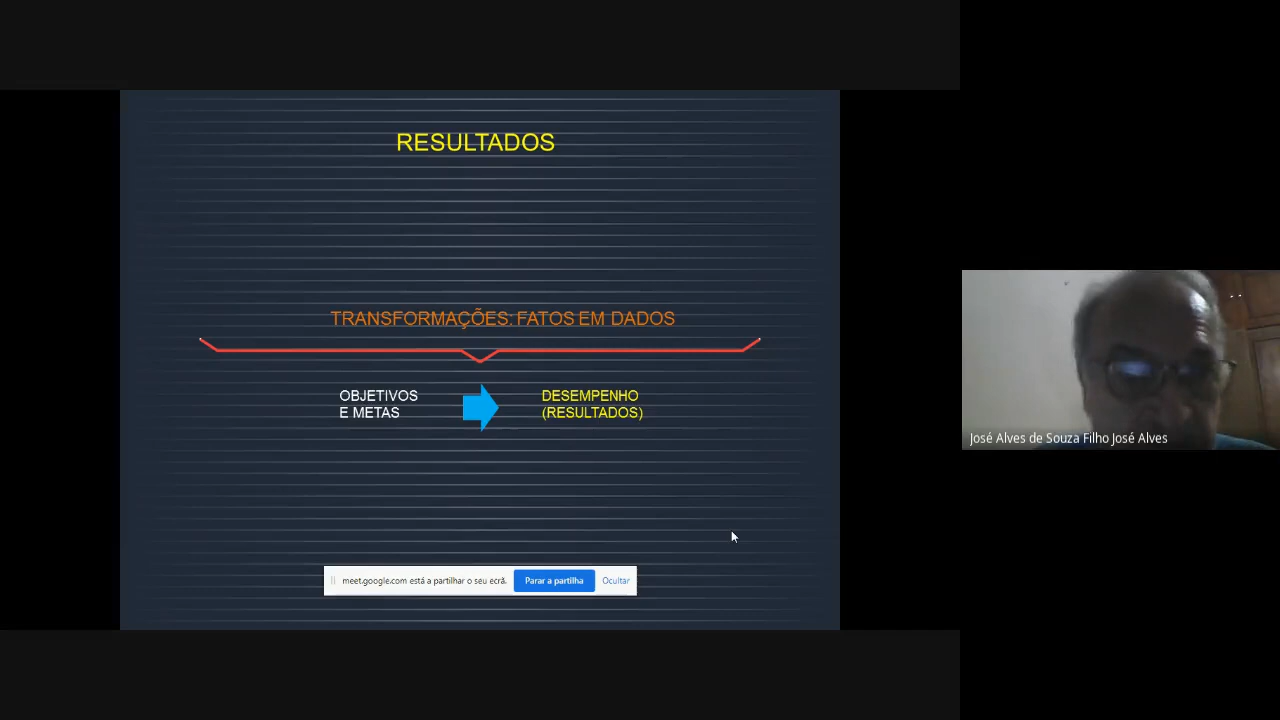 RESULTADOS
TRANSFORMAÇÕES: FATOS EM DADOS
OBJETIVOS
E METAS
DESEMPENHO
(RESULTADOS)
meet.google.com está a partilhar o seu ecrã.
Parar a partilha
Ocultar
José Alves de Souza Filho José Alves